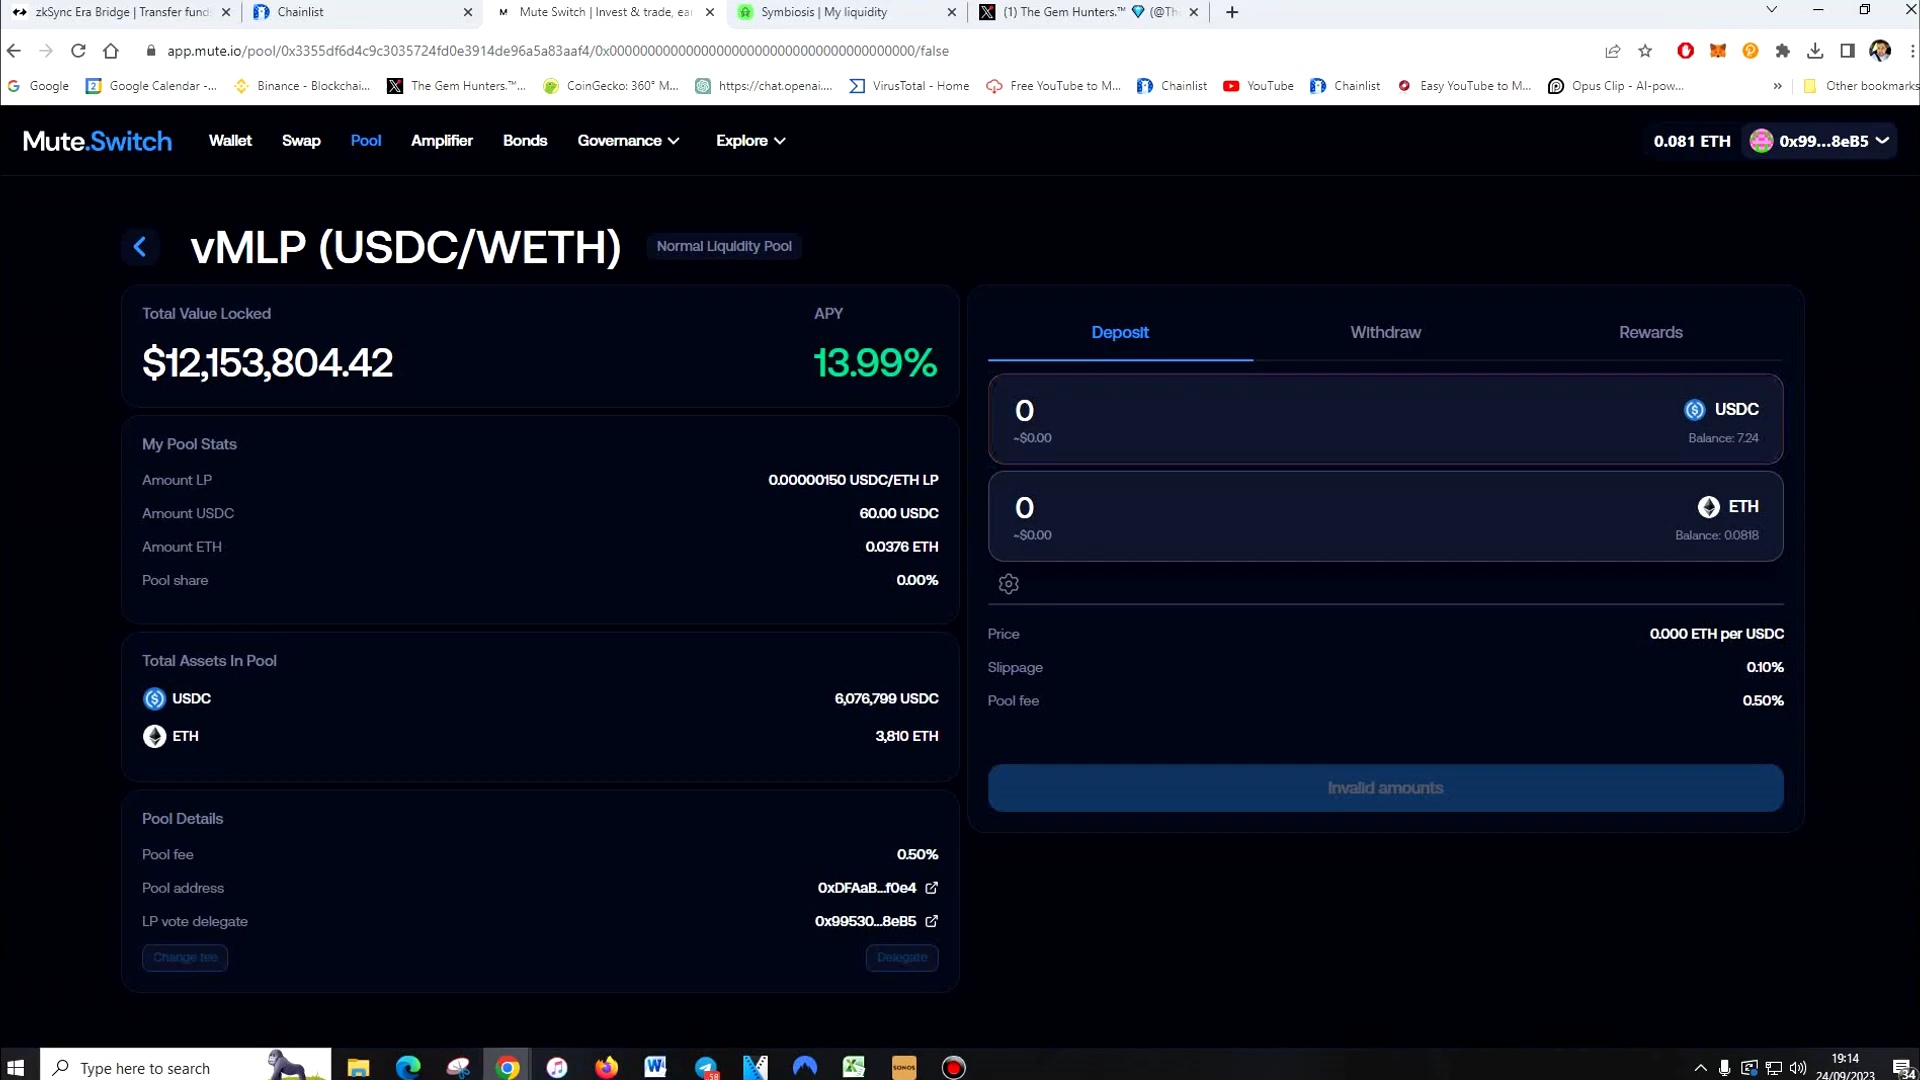 zkSync Era Bridge | Transfer fund
Chainlist
Mute Switch | Invest & trade, ea
Symbiosis | My liquidity
(1) The Gem Hunters.™ 💎 (@Th
app.mute.io/pool/0x3355df6d4c9c3035724fd0e3914de96a5a83aaf4/0x0000000000000000000000000000000000000000/false
Google
Google Calendar -...
Binance - Blockchai...
The Gem Hunters.™...
CoinGecko: 360° M...
https://chat.openai....
VirusTotal - Home
Free YouTube to M...
Chainlist
YouTube
Chainlist
Easy YouTube to M...
Opus Clip - AI-pow...
»
Other bookmarks
Mute.Switch
Wallet
Swap
Pool
Amplifier
Bonds
Governance
Explore
0.081 ETH
0x99...8eB5
vMLP (USDC/WETH)
Normal Liquidity Pool
Total Value Locked
APY
$12,153,804.42
13.99%
My Pool Stats
Amount LP
0.00000150 USDC/ETH LP
Amount USDC
60.00 USDC
Amount ETH
0.0376 ETH
Pool share
0.00%
Total Assets In Pool
USDC
6,076,799 USDC
ETH
3,810 ETH
Pool Details
Pool fee
0.50%
Pool address
0xDFAaB...f0e4
LP vote delegate
0x99530...8eB5
Change fee
Delegate
Deposit
Withdraw
Rewards
0
USDC
~$0.00
Balance: 7.24
0
ETH
~$0.00
Balance: 0.0818
Price
0.000 ETH per USDC
Slippage
0.10%
Pool fee
0.50%
Invalid amounts
Type here to search
SONOS
19:14
24/09/2023
34